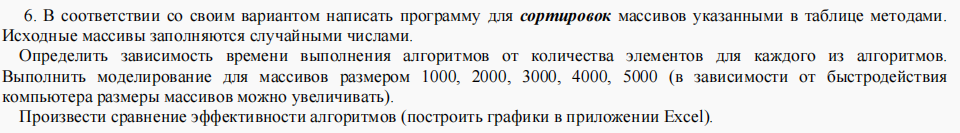 6. В соответствии со своим вариантом написать программу для сортировок массивов указанными в таблице методами.
Исходные массивы заполняются случайными числами.
Определить зависимость времени выполнения алгоритмов от количества элементов для каждого из алгоритмов.
Выполнить моделирование для массивов размером 1000, 2000, 3000, 4000, 5000 (в зависимости от быстродействия
компьютера размеры массивов можно увеличивать).
Произвести сравнение эффективности алгоритмов (построить графики в приложении Excel).